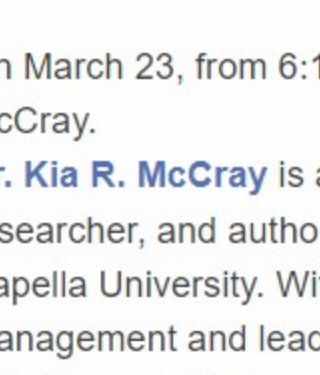 n March 23, from 6:1
cCray.
r. Kia R. McCray is a
searcher, and autho
apella University. Wi
anagement and lead